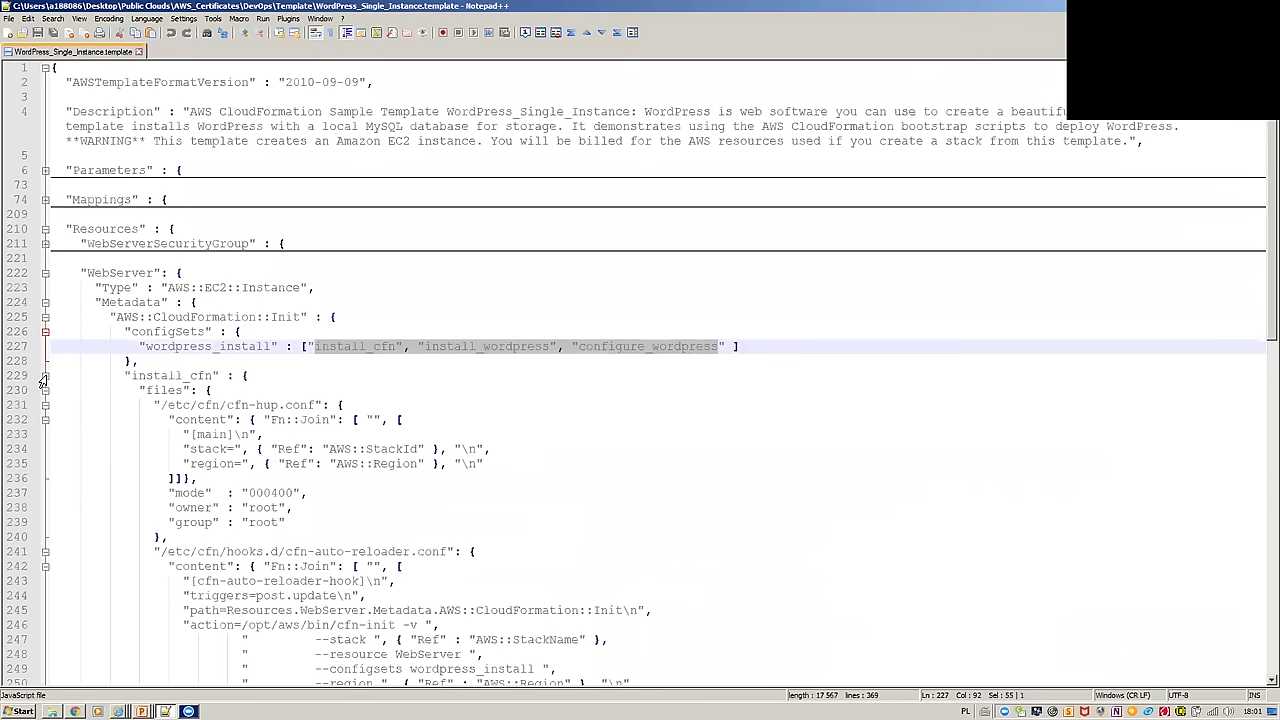 C:\Users\a188086\Desktop\Public Clouds\AWS_Certificates\DevOps\Template\WordPress_Single_Instance.template - Notepad++
File Edit Search View Encoding Language Settings Tools Macro Run Plugins Window ?
WordPress_Single_Instance.template
1 {
2 "AWSTemplateFormatVersion" : "2010-09-09",
3
4 "Description" : "AWS CloudFormation Sample Template WordPress_Single_Instance: WordPress is web software you can use to create a beautifu
template installs WordPress with a local MySQL database for storage. It demonstrates using the AWS CloudFormation bootstrap scripts to deploy WordPress.
**WARNING** This template creates an Amazon EC2 instance. You will be billed for the AWS resources used if you create a stack from this template.",
5
6 "Parameters" : {
73
74 "Mappings" : {
209
210 "Resources" : {
211 "WebServerSecurityGroup" : {
221
222 "WebServer": {
223 "Type" : "AWS::EC2::Instance",
224 "Metadata" : {
225 "AWS::CloudFormation::Init" : {
226 "configSets" : {
227 "wordpress_install" : ["install_cfn", "install_wordpress", "configure_wordpress" ]
228 },
229 "install_cfn" : {
230 "files": {
231 "/etc/cfn/cfn-hup.conf": {
232 "content": { "Fn::Join": [ "", [
233 "[main]\n",
234 "stack=", { "Ref": "AWS::StackId" }, "\n",
235 "region=", { "Ref": "AWS::Region" }, "\n"
236 ]]},
237 "mode" : "000400",
238 "owner" : "root",
239 "group" : "root"
240 },
241 "/etc/cfn/hooks.d/cfn-auto-reloader.conf": {
242 "content": { "Fn::Join": [ "", [
243 "[cfn-auto-reloader-hook]\n",
244 "triggers=post.update\n",
245 "path=Resources.WebServer.Metadata.AWS::CloudFormation::Init\n",
246 "action=/opt/aws/bin/cfn-init -v ",
247 " --stack ", { "Ref" : "AWS::StackName" },
248 " --resource WebServer ",
249 " --configsets wordpress_install ",
250 " --region ", { "Ref" : "AWS::Region" }, "\n"
JavaScript file length : 17 567 lines : 369 Ln : 227 Col : 92 Sel : 55 | 1 Windows (CR LF) UTF-8 INS
Start PL 18:01